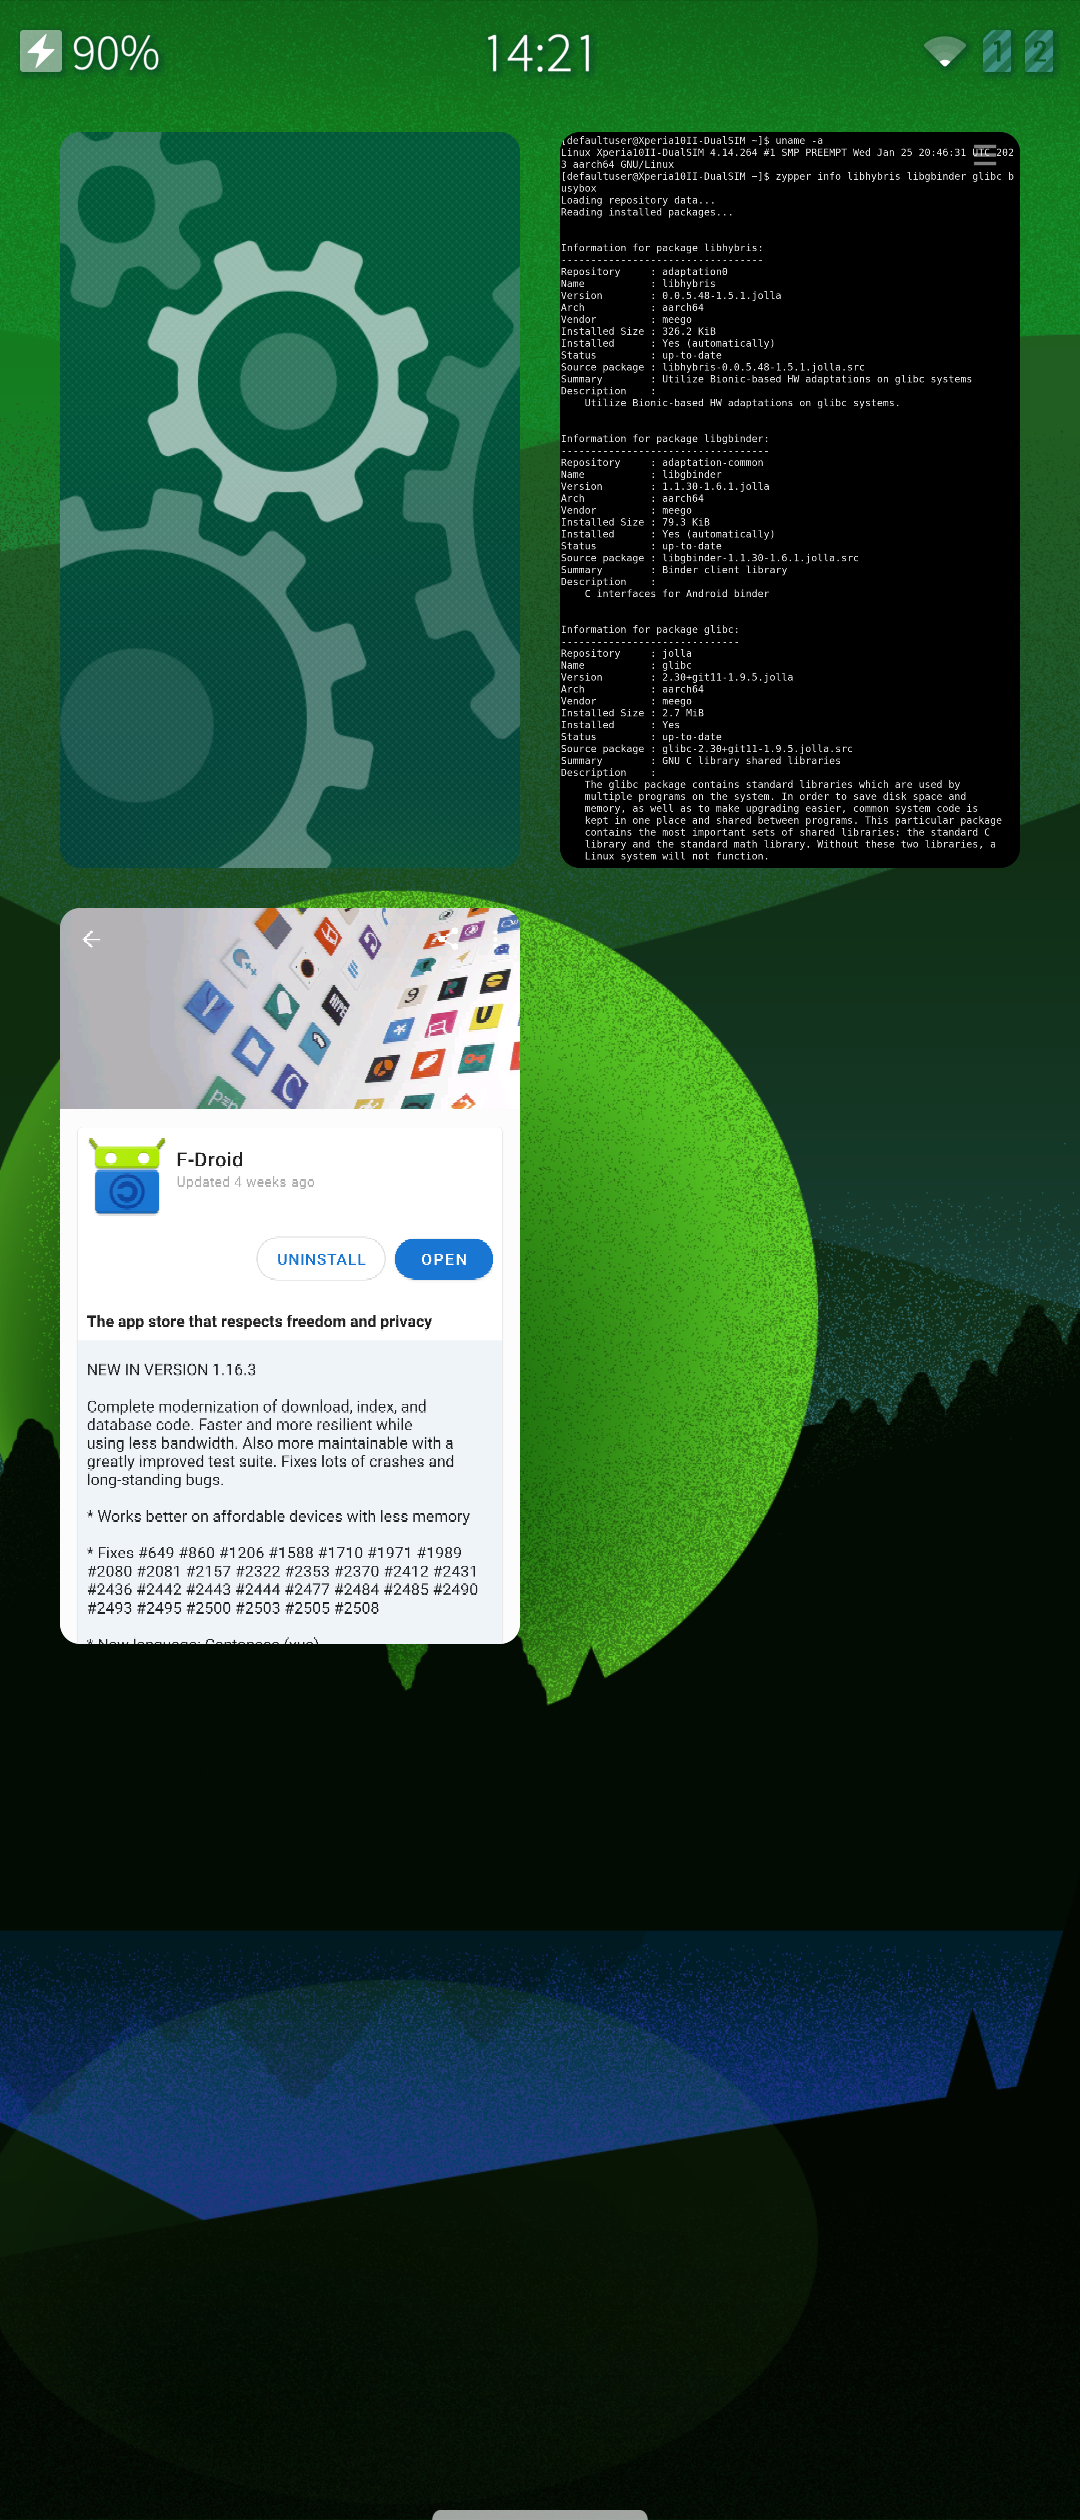 90%
14:21
1 2
[defaultuser@Xperia10II-DualSIM ~]$ uname -a
Linux Xperia10II-DualSIM 4.14.264 #1 SMP PREEMPT Wed Jan 25 20:46:31 UTC 202
3 aarch64 GNU/Linux
[defaultuser@Xperia10II-DualSIM ~]$ zypper info libhybris libgbinder glibc b
usybox
Loading repository data...
Reading installed packages...
Information for package libhybris:
----------------------------------
Repository : adaptation0
Name : libhybris
Version : 0.0.5.48-1.5.1.jolla
Arch : aarch64
Vendor : meego
Installed Size : 326.2 KiB
Installed : Yes (automatically)
Status : up-to-date
Source package : libhybris-0.0.5.48-1.5.1.jolla.src
Summary : Utilize Bionic-based HW adaptations on glibc systems
Description :
Utilize Bionic-based HW adaptations on glibc systems.
Information for package libgbinder:
-----------------------------------
Repository : adaptation-common
Name : libgbinder
Version : 1.1.30-1.6.1.jolla
Arch : aarch64
Vendor : meego
Installed Size : 79.3 KiB
Installed : Yes (automatically)
Status : up-to-date
Source package : libgbinder-1.1.30-1.6.1.jolla.src
Summary : Binder client library
Description :
C interfaces for Android binder
Information for package glibc:
------------------------------
Repository : jolla
Name : glibc
Version : 2.30+git11-1.9.5.jolla
Arch : aarch64
Vendor : meego
Installed Size : 2.7 MiB
Installed : Yes
Status : up-to-date
Source package : glibc-2.30+git11-1.9.5.jolla.src
Summary : GNU C library shared libraries
Description :
The glibc package contains standard libraries which are used by
multiple programs on the system. In order to save disk space and
memory, as well as to make upgrading easier, common system code is
kept in one place and shared between programs. This particular package
contains the most important sets of shared libraries: the standard C
library and the standard math library. Without these two libraries, a
Linux system will not function.
HYPE
9
R
U
C
p≡p
F-Droid
Updated 4 weeks ago
UNINSTALL
OPEN
The app store that respects freedom and privacy
NEW IN VERSION 1.16.3
Complete modernization of download, index, and
database code. Faster and more resilient while
using less bandwidth. Also more maintainable with a
greatly improved test suite. Fixes lots of crashes and
long-standing bugs.
* Works better on affordable devices with less memory
* Fixes #649 #860 #1206 #1588 #1710 #1971 #1989
#2080 #2081 #2157 #2322 #2353 #2370 #2412 #2431
#2436 #2442 #2443 #2444 #2477 #2484 #2485 #2490
#2493 #2495 #2500 #2503 #2505 #2508
* New language: Cantonese (yue)